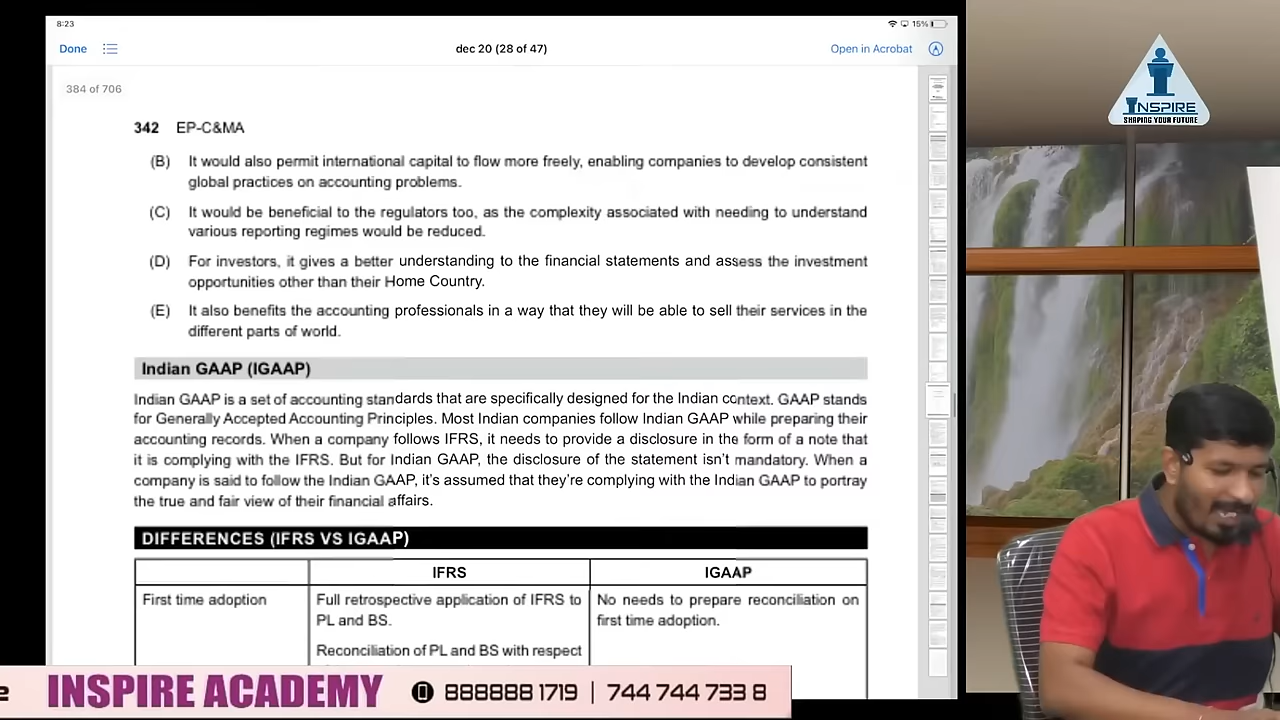 8:23
15%
Done
dec 20 (28 of 47)
Open in Acrobat
384 of 706
342 EP-C&MA
(B) It would also permit international capital to flow more freely, enabling companies to develop consistent
global practices on accounting problems.
(C) It would be beneficial to the regulators too, as the complexity associated with needing to understand
various reporting regimes would be reduced.
(D) For investors, it gives a better understanding to the financial statements and assess the investment
opportunities other than their Home Country.
(E) It also benefits the accounting professionals in a way that they will be able to sell their services in the
different parts of world.
Indian GAAP (IGAAP)
Indian GAAP is a set of accounting standards that are specifically designed for the Indian context. GAAP stands
for Generally Accepted Accounting Principles. Most Indian companies follow Indian GAAP while preparing their
accounting records. When a company follows IFRS, it needs to provide a disclosure in the form of a note that
it is complying with the IFRS. But for Indian GAAP, the disclosure of the statement isn't mandatory. When a
company is said to follow the Indian GAAP, it's assumed that they're complying with the Indian GAAP to portray
the true and fair view of their financial affairs.
DIFFERENCES (IFRS VS IGAAP)
IFRS IGAAP
First time adoption Full retrospective application of IFRS to No needs to prepare reconciliation on
PL and BS. first time adoption.
Reconciliation of PL and BS with respect
INSPIRE
SHAPING YOUR FUTURE
INSPIRE ACADEMY 888888 1719 | 744 744 733 8